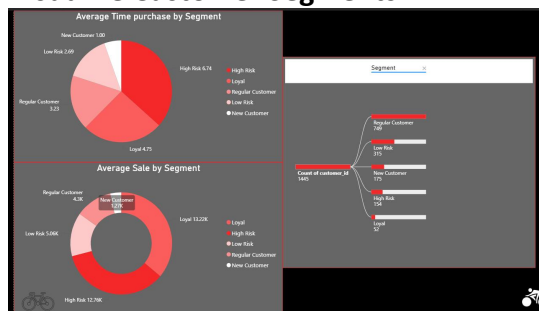 Average Time purchase by Segment
New Customer 1.00
Low Risk 2.69
High Risk 6.74
Regular Customer
3.23
Loyal 4.75
High Risk
Loyal
Regular Customer
Low Risk
New Customer
Average Sale by Segment
Regular Customer
4.3K
New Customer
1.27K
Low Risk 5.06K
Loyal 13.22K
High Risk 12.76K
Loyal
High Risk
Low Risk
Regular Customer
New Customer
Segment ×
Count of customer_id
1445
Regular Customer
749
Low Risk
315
New Customer
175
High Risk
154
Loyal
52